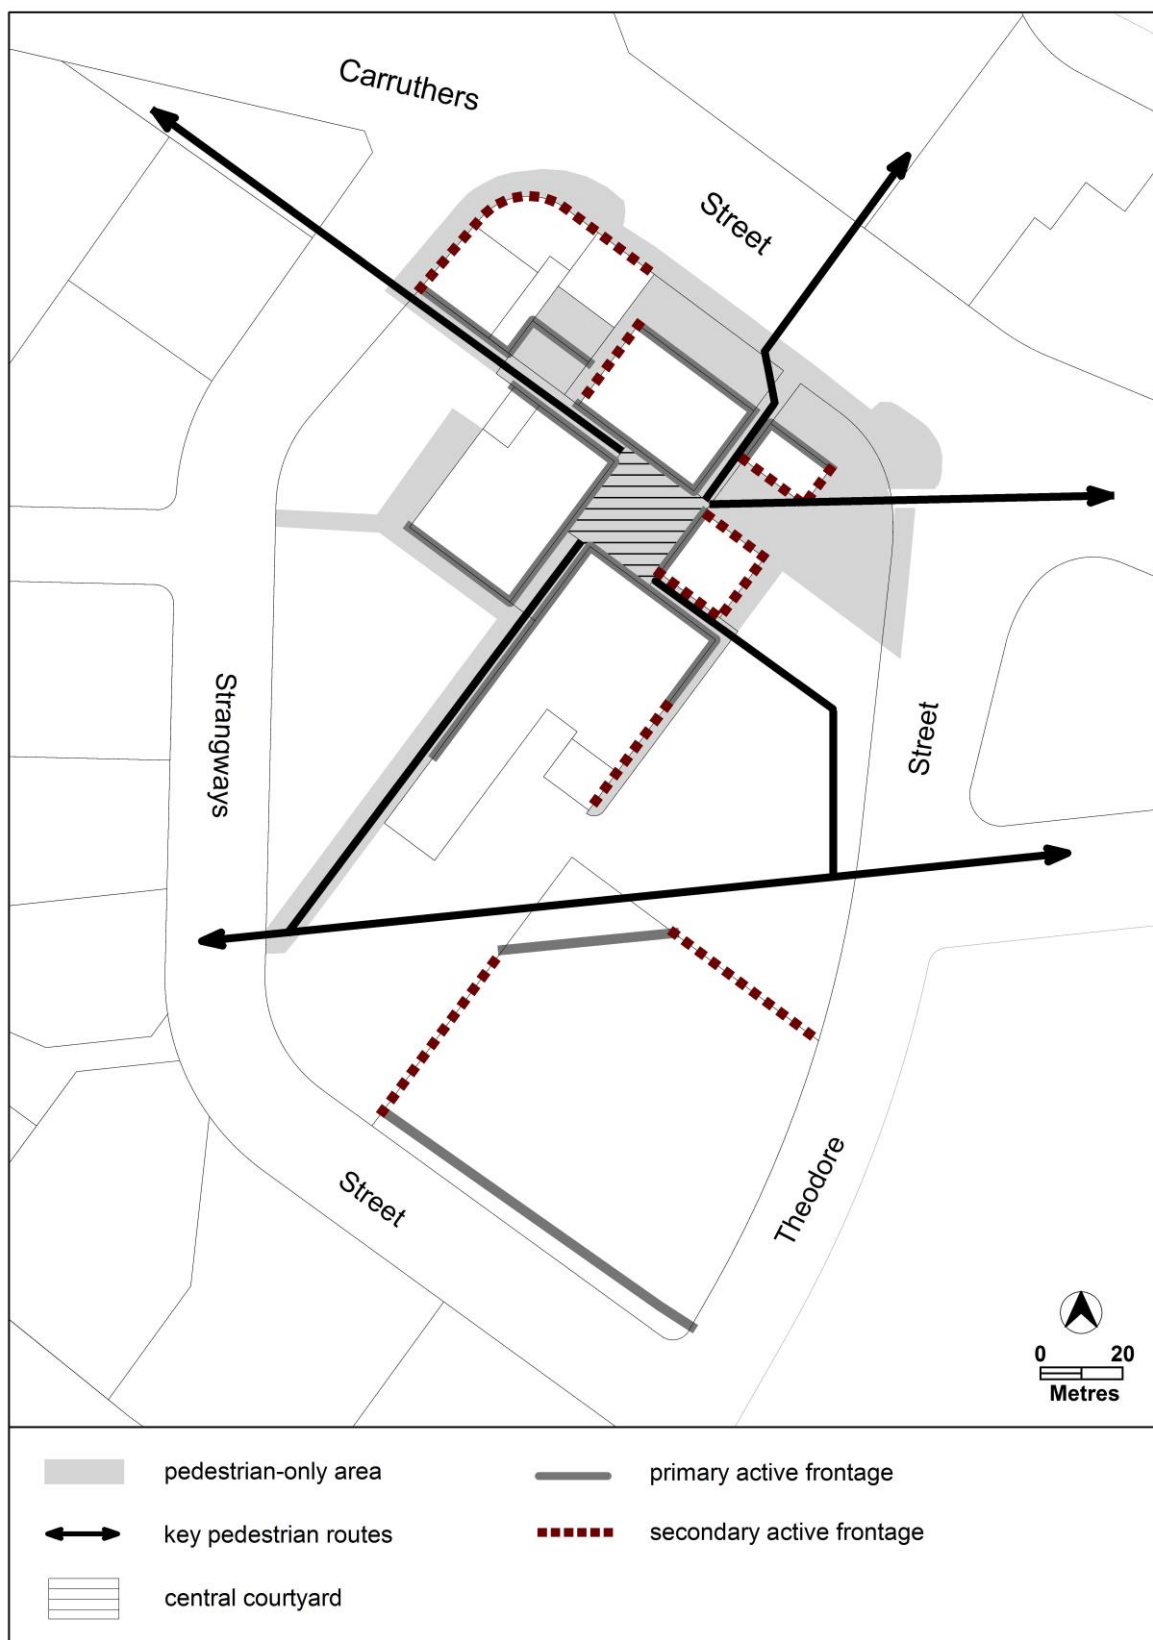 Carruthers
Street
Strangways
Street
Street
Theodore
0 20
Metres
pedestrian-only area
primary active frontage
key pedestrian routes
secondary active frontage
central courtyard